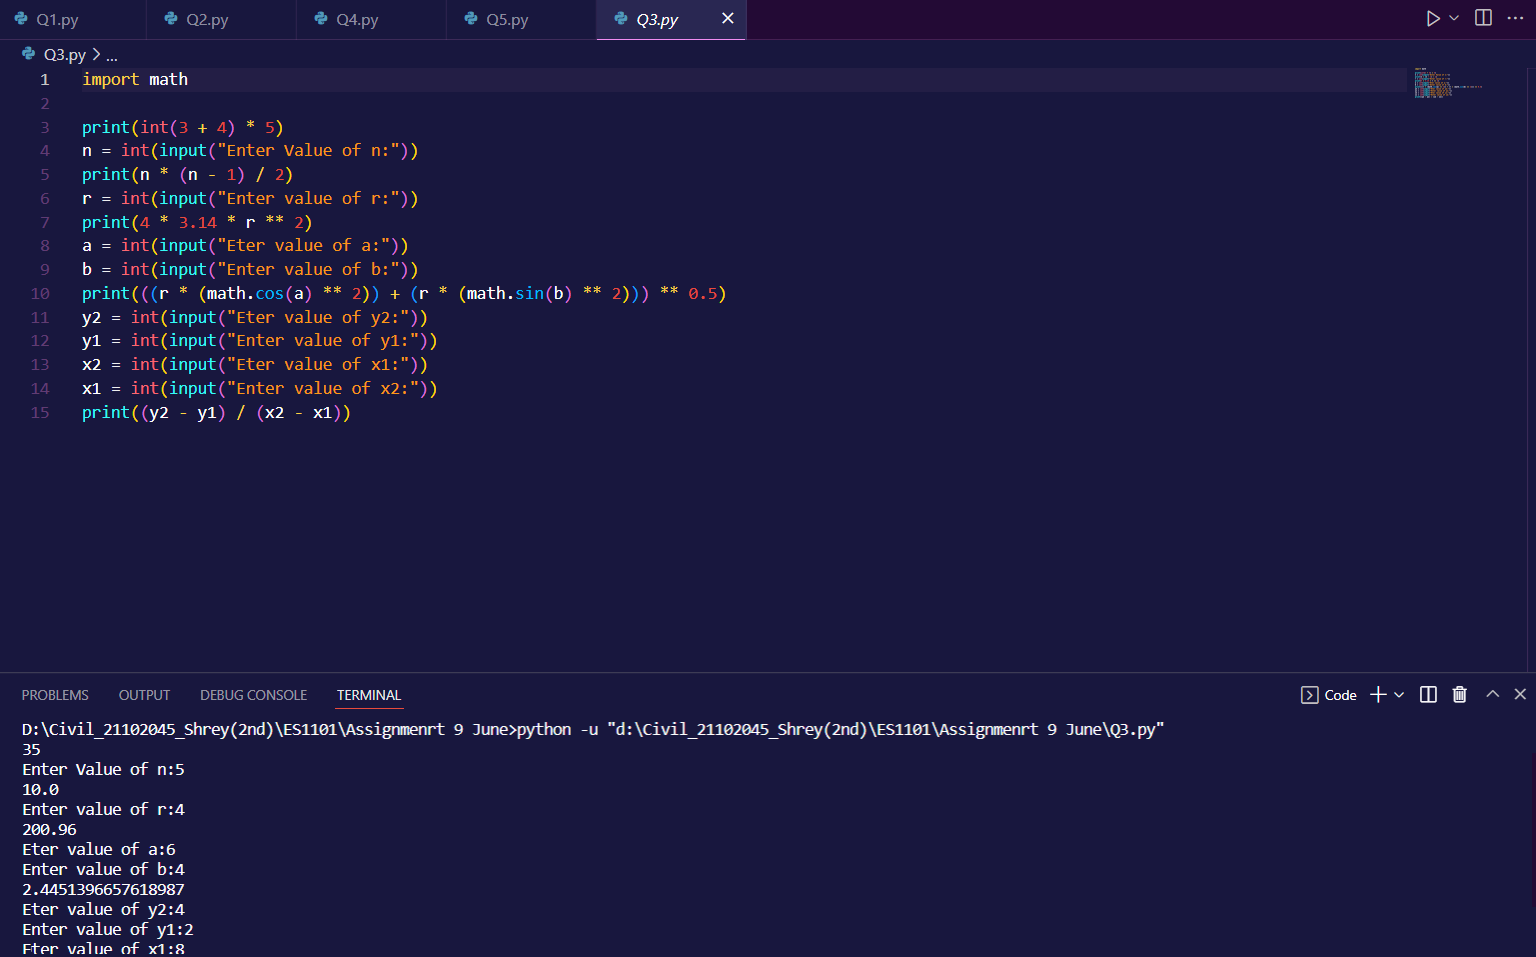 Q1.py Q2.py Q4.py Q5.py Q3.py
Q3.py > ...
1 import math
2
3 print(int(3 + 4) * 5)
4 n = int(input("Enter Value of n:"))
5 print(n * (n - 1) / 2)
6 r = int(input("Enter value of r:"))
7 print(4 * 3.14 * r ** 2)
8 a = int(input("Eter value of a:"))
9 b = int(input("Enter value of b:"))
10 print(((r * (math.cos(a) ** 2)) + (r * (math.sin(b) ** 2))) ** 0.5)
11 y2 = int(input("Eter value of y2:"))
12 y1 = int(input("Enter value of y1:"))
13 x2 = int(input("Eter value of x1:"))
14 x1 = int(input("Enter value of x2:"))
15 print((y2 - y1) / (x2 - x1))
PROBLEMS OUTPUT DEBUG CONSOLE TERMINAL Code
D:\Civil_21102045_Shrey(2nd)\ES1101\Assignmenrt 9 June>python -u "d:\Civil_21102045_Shrey(2nd)\ES1101\Assignmenrt 9 June\Q3.py"
35
Enter Value of n:5
10.0
Enter value of r:4
200.96
Eter value of a:6
Enter value of b:4
2.4451396657618987
Eter value of y2:4
Enter value of y1:2
Eter value of x1:8